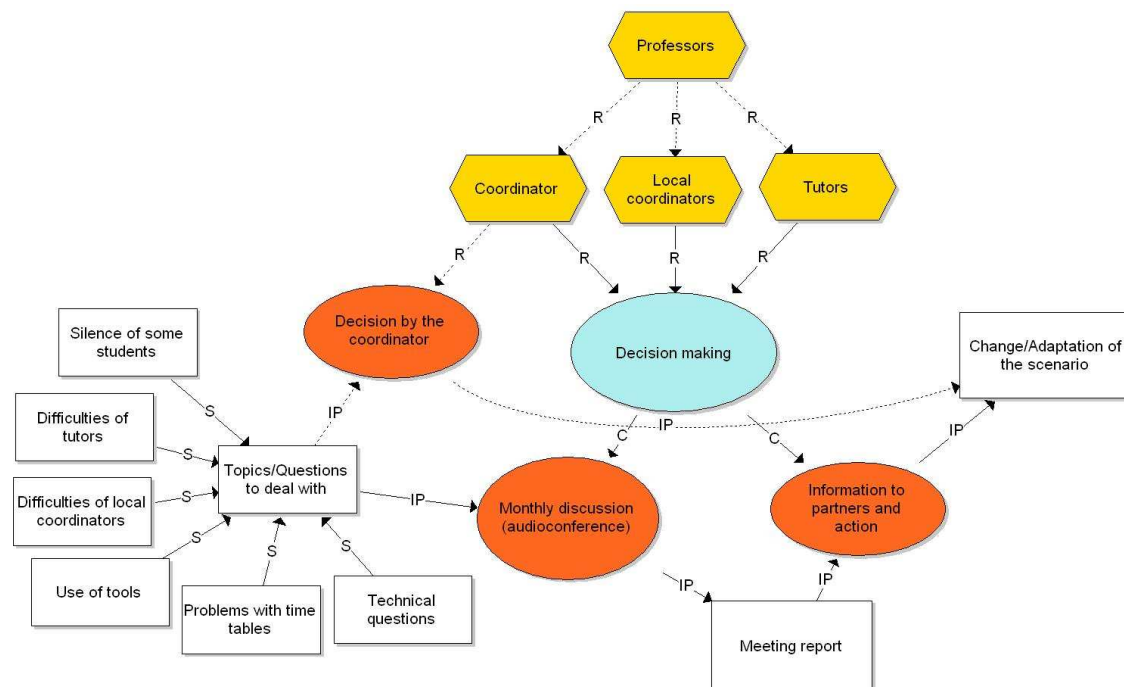 Professors
R
R
R
Coordinator
Local
coordinators
Tutors
R
R
R
R
Decision by the
coordinator
Decision making
Change/Adaptation of
the scenario
Silence of some
students
S
IP
IP
C
C
IP
Difficulties of
tutors
S
Topics/Questions
to deal with
Difficulties of local
coordinators
S
IP
Monthly discussion
(audioconference)
Information to
partners and
action
S
S
S
Use of tools
Problems with time
tables
Technical
questions
IP
IP
Meeting report